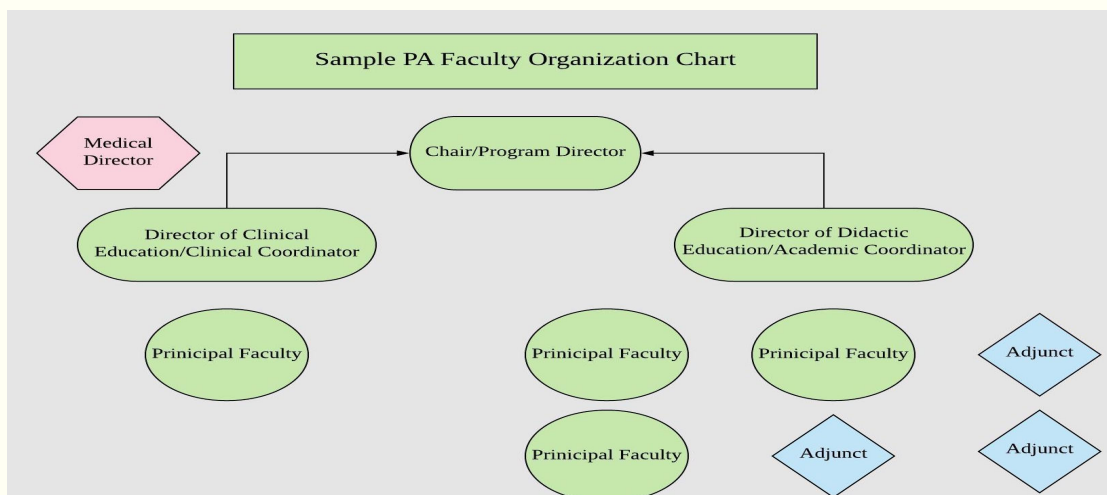 Sample PA Faculty Organization Chart
Medical
Director
Chair/Program Director
Director of Clinical
Education/Clinical Coordinator
Director of Didactic
Education/Academic Coordinator
Prinicipal Faculty
Prinicipal Faculty
Prinicipal Faculty
Adjunct
Prinicipal Faculty
Adjunct
Adjunct